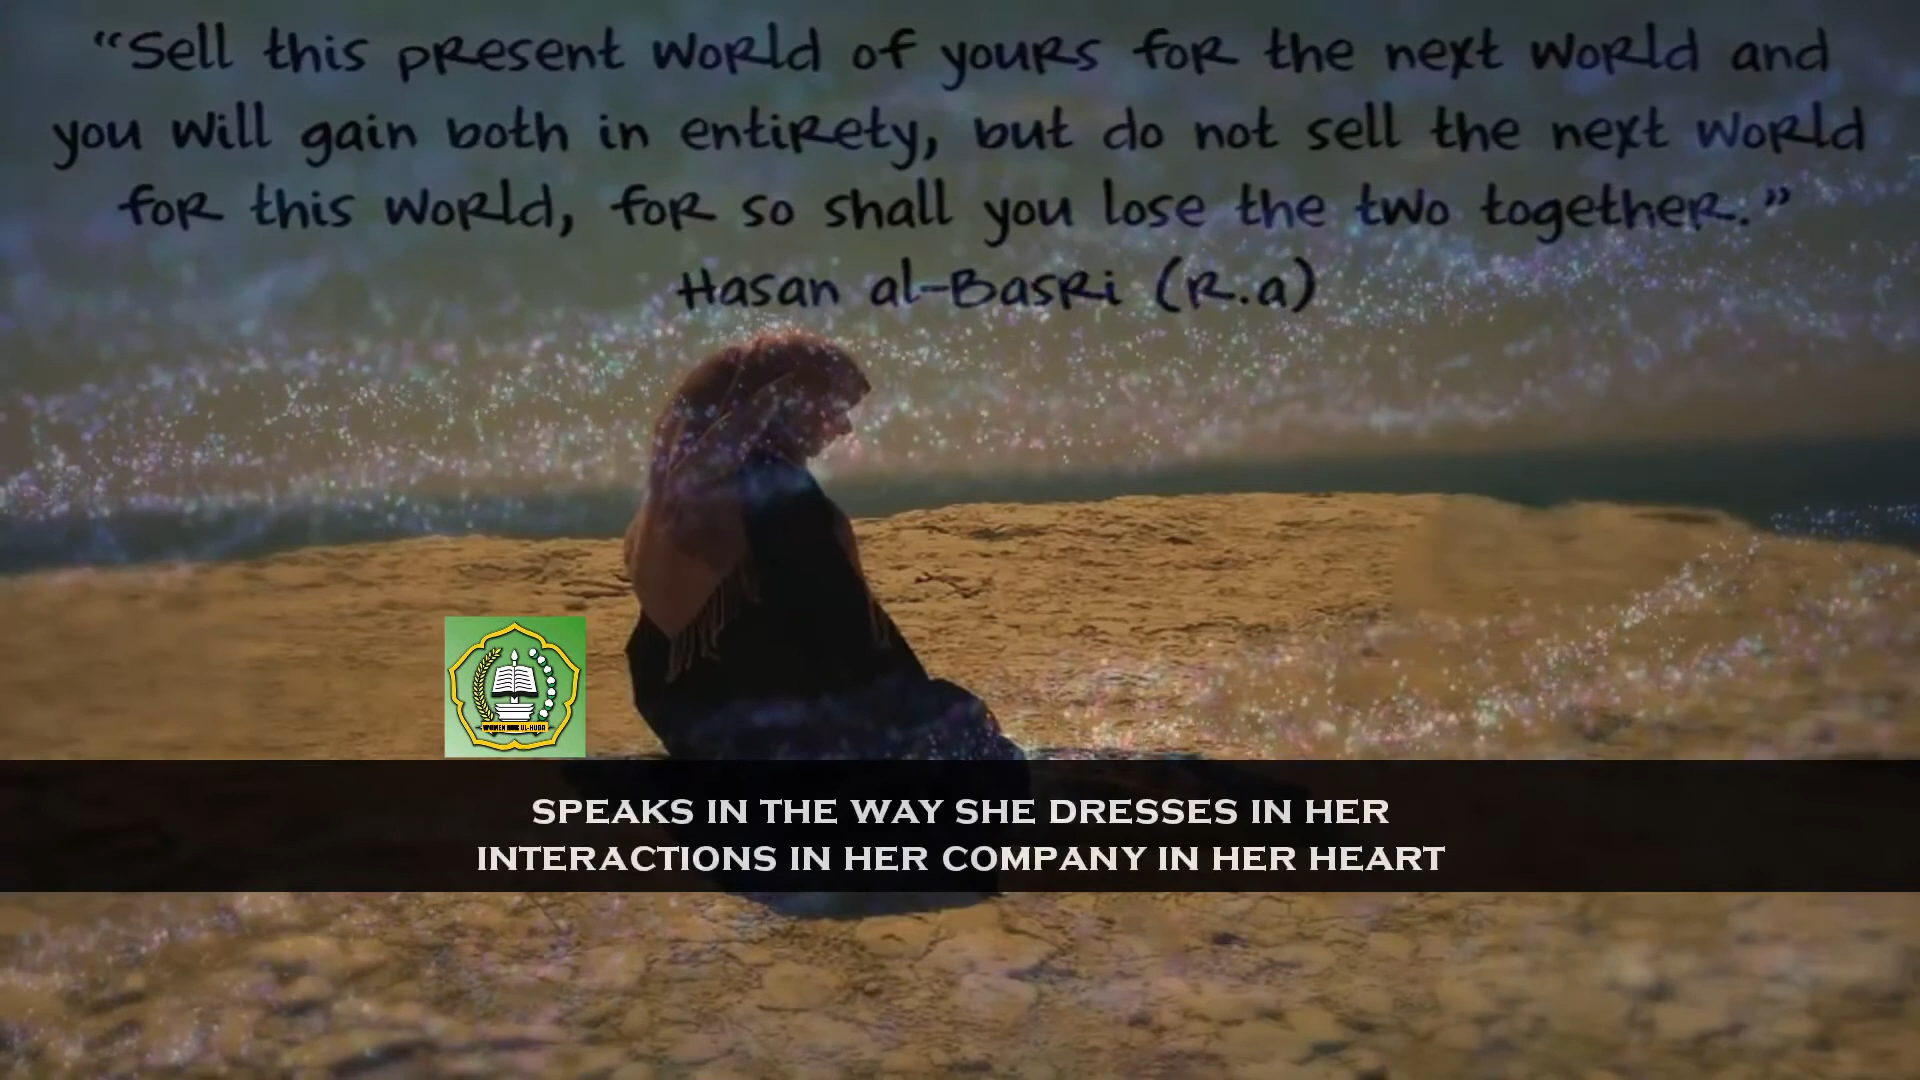 “Sell this present world of yours for the next world and
you will gain both in entirety, but do not sell the next world
for this world, for so shall you lose the two together.”
Hasan al-Basri (R.a)
SPEAKS IN THE WAY SHE DRESSES IN HER
INTERACTIONS IN HER COMPANY IN HER HEART